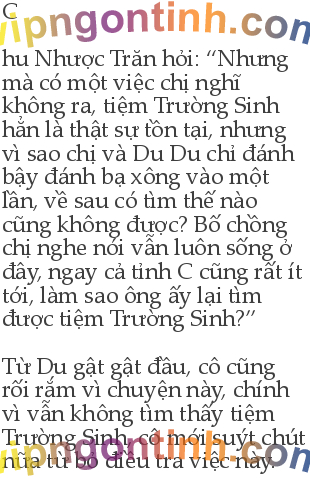 C
vipngontinh.com
hu Nhược Trăn hỏi: “Nhưng
mà có một việc chị nghĩ
không ra, tiệm Trường Sinh
hẳn là thật sự tồn tại, nhưng
vì sao chị và Du Du chỉ đánh
bậy đánh bạ xông vào một
lần, về sau có tìm thế nào
cũng không được? Bố chồng
chị nghe nói vẫn luôn sống ở
đây, ngay cả tỉnh C cũng rất ít
tới, làm sao ông ấy lại tìm
được tiệm Trường Sinh?”
Từ Du gật gật đầu, cô cũng
rối rắm vì chuyện này, chính
vì vẫn không tìm thấy tiệm
Trường Sinh, cô mới suýt chút
nữa từ bỏ điều tra việc này.
vipngontinh.com